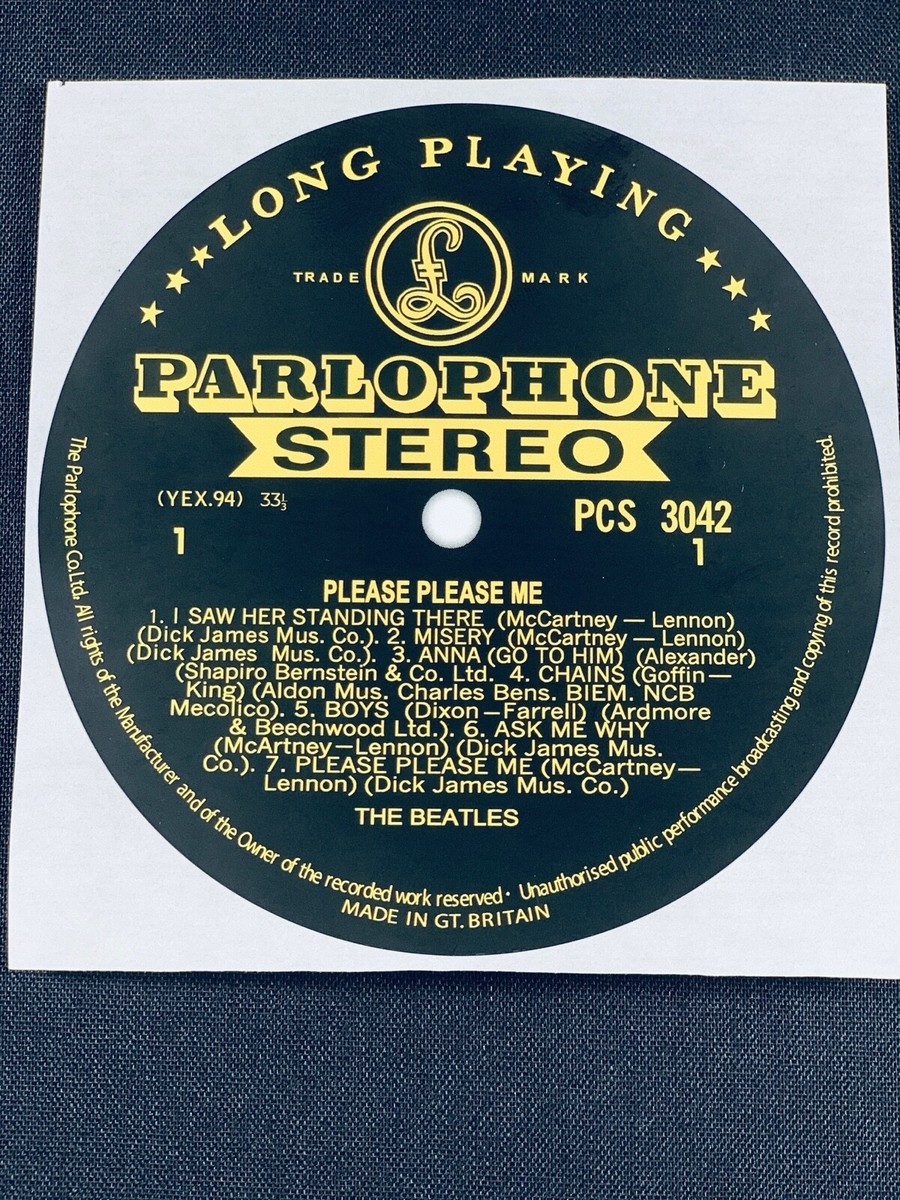 LONG PLAYING
TRADE £ MARK
PARLOPHONE
STEREO
(YEX.94) 33⅓
PCS 3042
1
1
PLEASE PLEASE ME
1. I SAW HER STANDING THERE (McCartney — Lennon)
(Dick James Mus. Co.). 2. MISERY (McCartney — Lennon)
(Dick James Mus. Co.). 3. ANNA (GO TO HIM) (Alexander)
(Shapiro Bernstein & Co. Ltd. 4. CHAINS (Goffin —
King) (Aldon Mus. Charles Bens. BIEM. NCB
Mecolico). 5. BOYS (Dixon — Farrell) (Ardmore
& Beechwood Ltd.). 6. ASK ME WHY
(McArtney—Lennon) (Dick James Mus.
Co.). 7. PLEASE PLEASE ME (McCartney—
Lennon) (Dick James Mus. Co.)
THE BEATLES
The Parlophone Co.Ltd. All rights of the Manufacturer and of the Owner of the recorded work reserved · Unauthorised public performance broadcasting and copying of this record prohibited.
MADE IN GT. BRITAIN